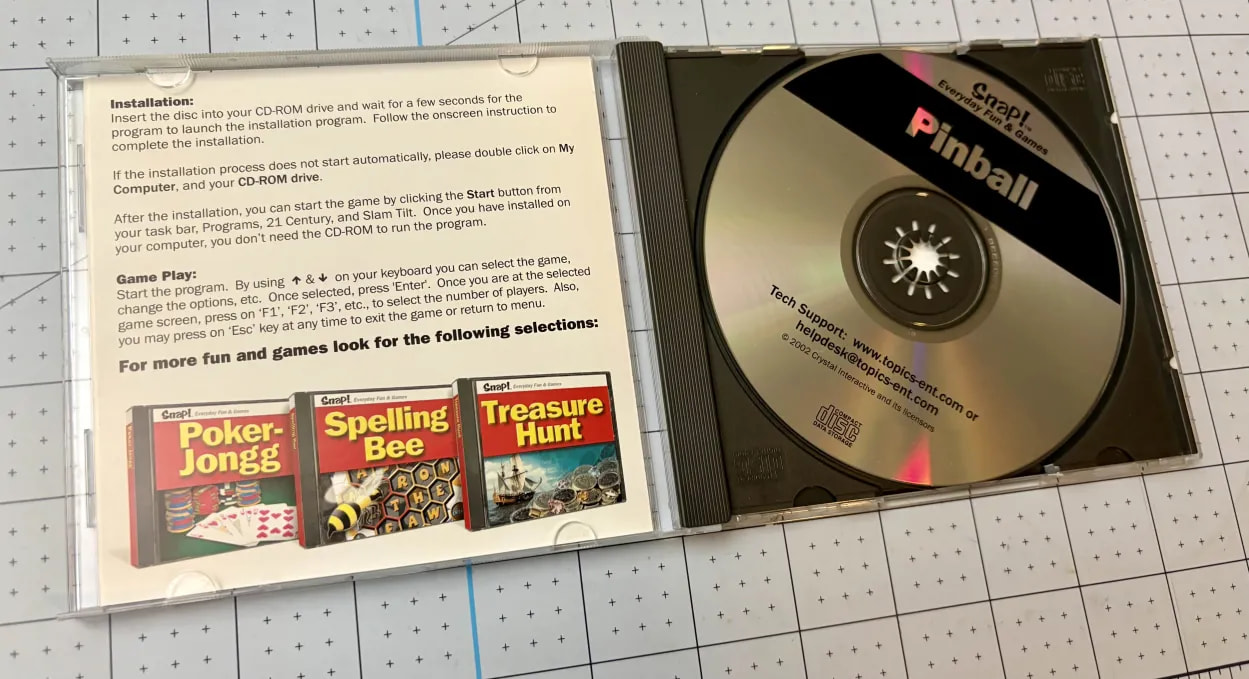 Installation:
Insert the disc into your CD-ROM drive and wait for a few seconds for the
program to launch the installation program. Follow the onscreen instruction to
complete the installation.
If the installation process does not start automatically, please double click on My
Computer, and your CD-ROM drive.
After the installation, you can start the game by clicking the Start button from
your task bar, Programs, 21 Century, and Slam Tilt. Once you have installed on
your computer, you don't need the CD-ROM to run the program.
Game Play:
Start the program. By using ↑ & ↓ on your keyboard you can select the game,
change the options, etc. Once selected, press 'Enter'. Once you are at the selected
game screen, press on 'F1', 'F2', 'F3', etc., to select the number of players. Also,
you may press on 'Esc' key at any time to exit the game or return to menu.
For more fun and games look for the following selections:
Snap! Everyday Fun & Games
Poker-
Jongg
Snap! Everyday Fun & Games
Spelling
Bee
Snap! Everyday Fun & Games
Treasure
Hunt
Snap!™
Everyday Fun & Games
Pinball
Tech Support: www.topics-ent.com or
helpdesk@topics-ent.com
© 2002 Crystal Interactive and its licensors
COMPACT
disc
DATA STORAGE